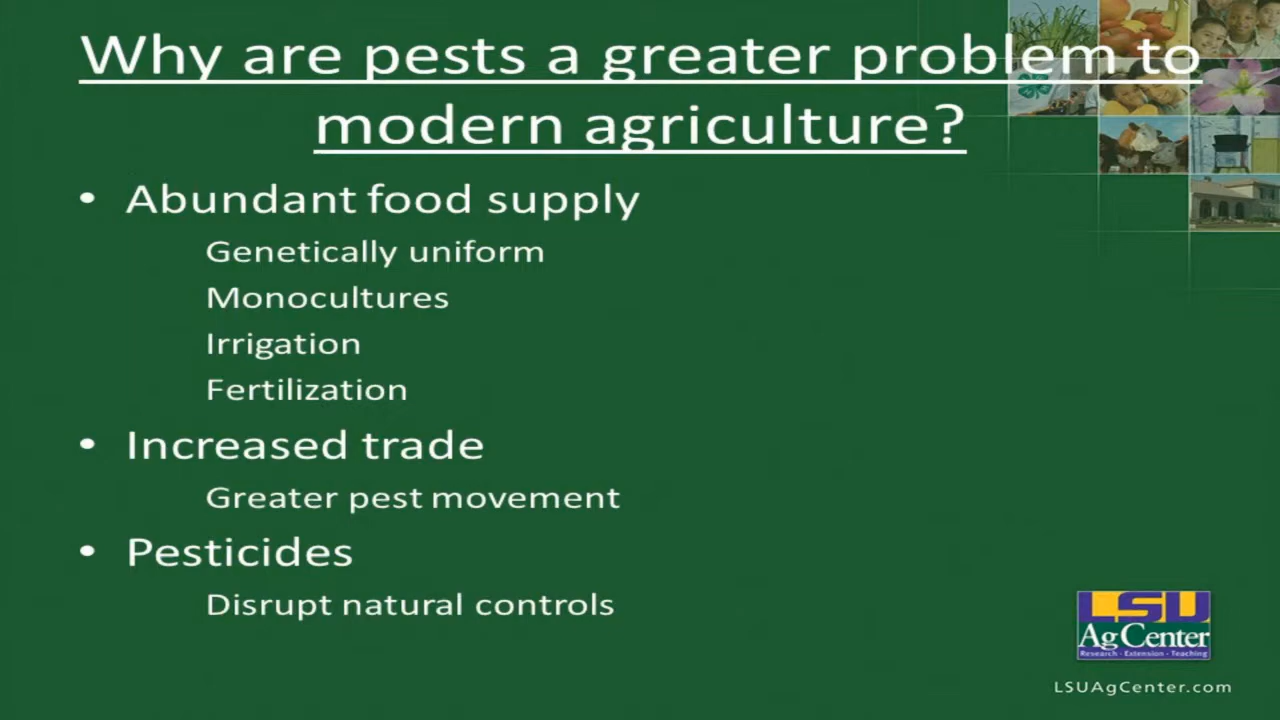 Why are pests a greater problem to
modern agriculture?
• Abundant food supply
Genetically uniform
Monocultures
Irrigation
Fertilization
• Increased trade
Greater pest movement
• Pesticides
Disrupt natural controls
LSU
AgCenter
Research · Extension · Teaching
LSUAgCenter.com